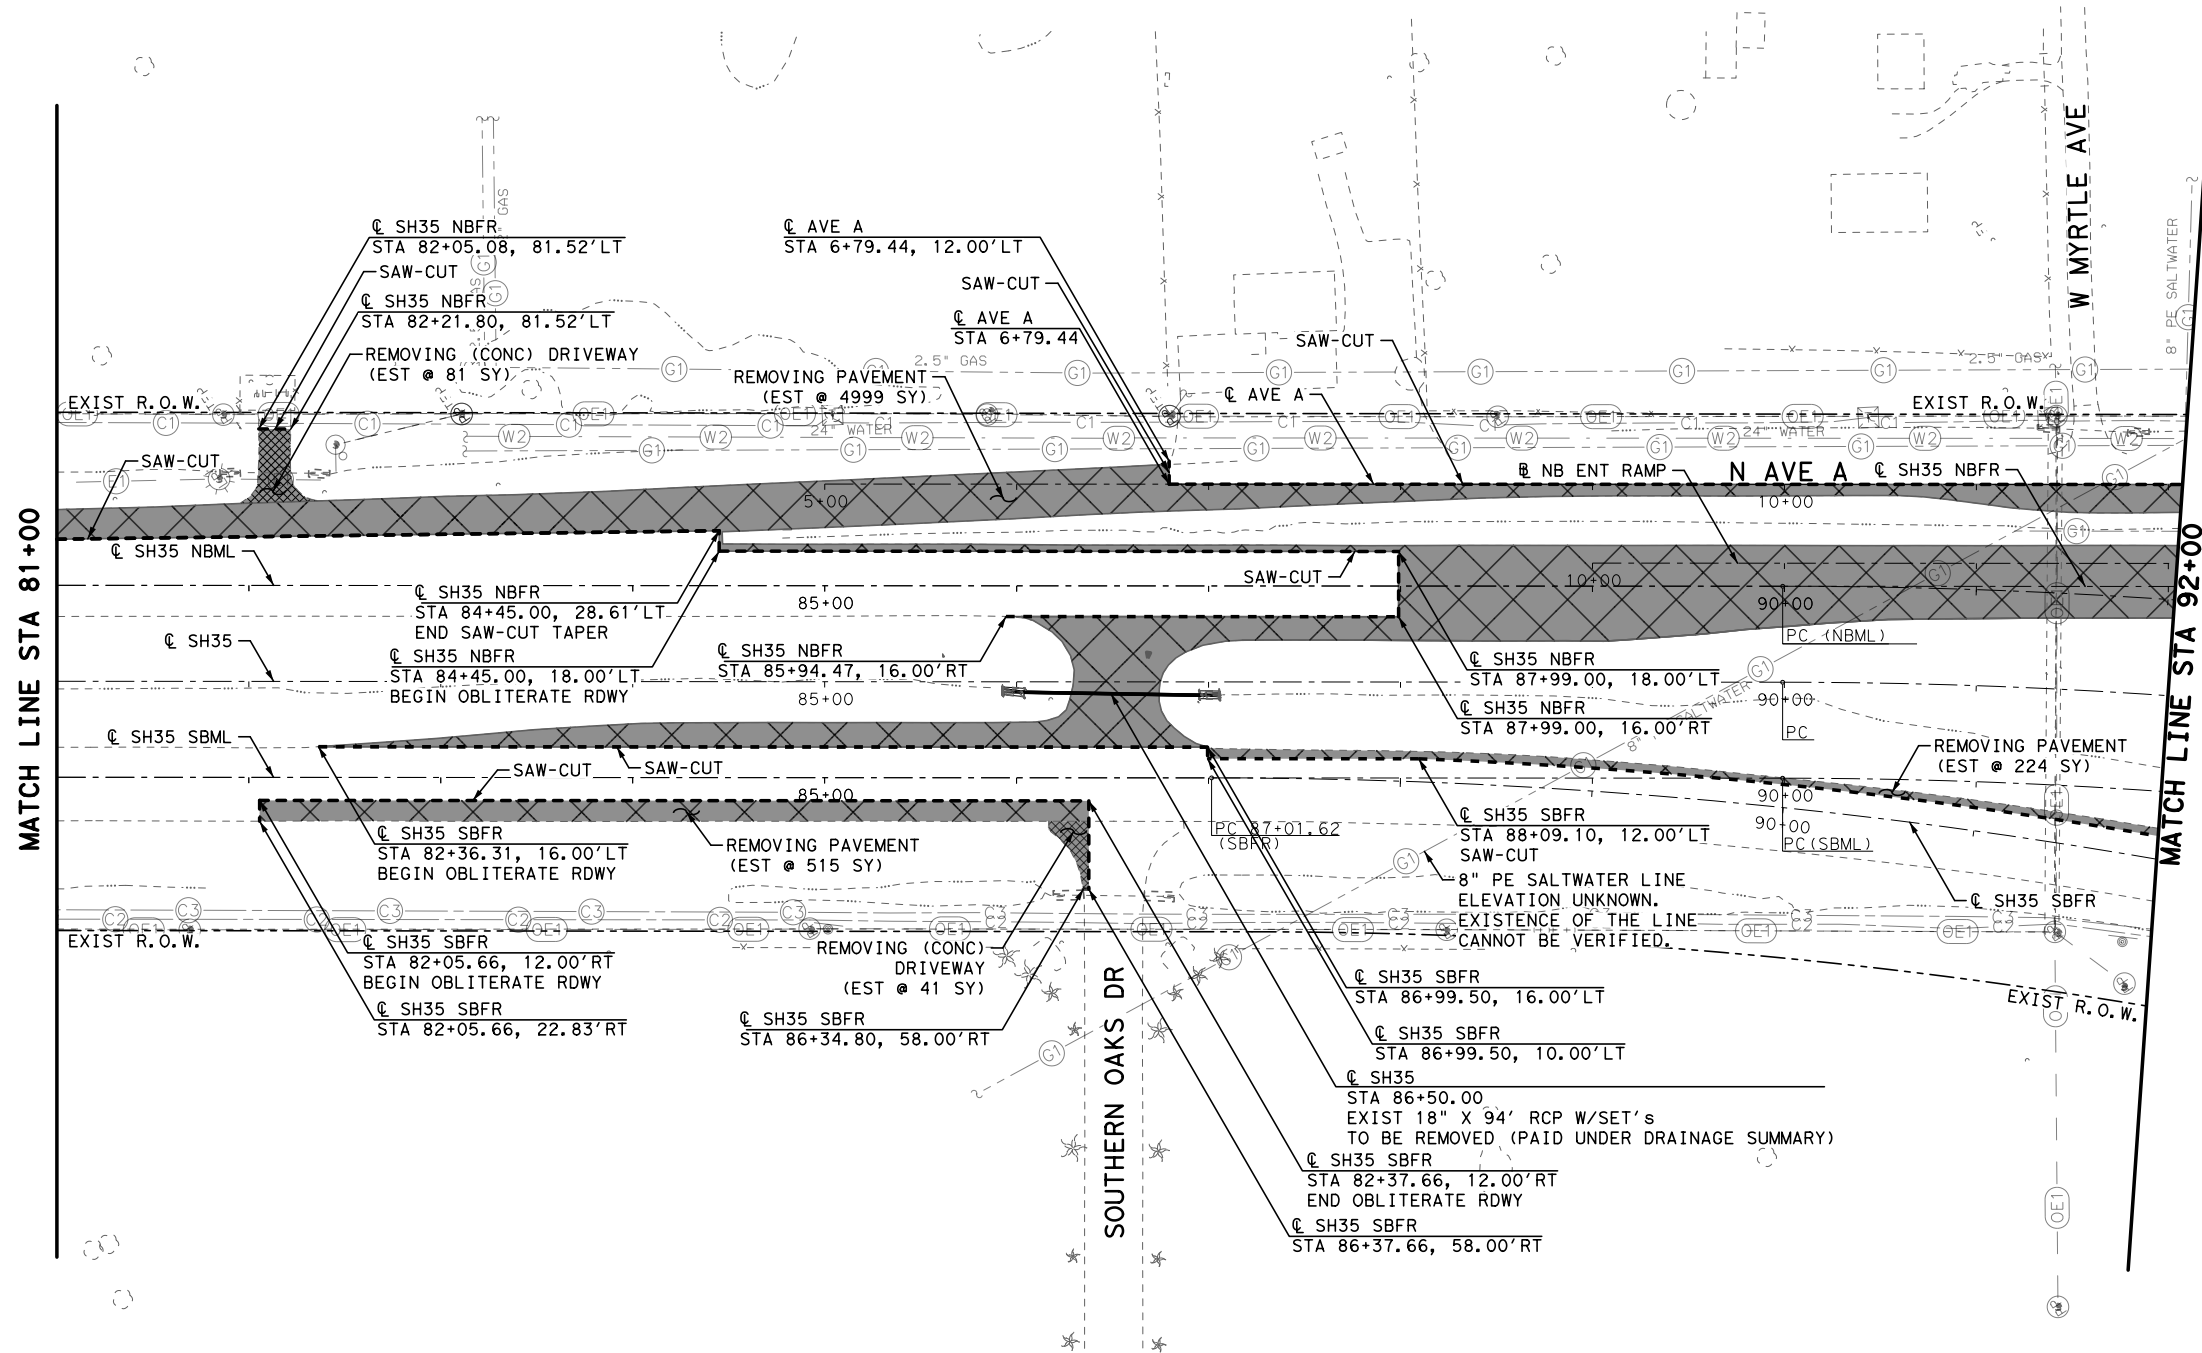 MATCH LINE STA 81+00
W MYRTLE AVE
8" PE SALTWATER
GAS
℄ SH35 NBFR
STA 82+05.08, 81.52'LT
SAW-CUT
℄ SH35 NBFR
STA 82+21.80, 81.52'LT
REMOVING (CONC) DRIVEWAY
(EST @ 81 SY)
℄ AVE A
STA 6+79.44, 12.00'LT
SAW-CUT
℄ AVE A
STA 6+79.44
SAW-CUT
2.5" GAS
2.5" GAS
REMOVING PAVEMENT
(EST @ 4999 SY)
℄ AVE A
EXIST R.O.W.
EXIST R.O.W.
24" WATER
24" WATER
SAW-CUT
N AVE A
NB ENT RAMP
℄ SH35 NBFR
5+00
10+00
℄ SH35 NBML
SAW-CUT
10+00
℄ SH35 NBFR
STA 84+45.00, 28.61'LT
END SAW-CUT TAPER
85+00
90+00
PC (NBML)
℄ SH35
℄ SH35 NBFR
STA 84+45.00, 18.00'LT
BEGIN OBLITERATE RDWY
℄ SH35 NBFR
STA 85+94.47, 16.00'RT
℄ SH35 NBFR
STA 87+99.00, 18.00'LT
85+00
90+00
PC
℄ SH35 NBFR
STA 87+99.00, 16.00'RT
℄ SH35 SBML
SAW-CUT
SAW-CUT
85+00
90+00
90+00
PC(SBML)
REMOVING PAVEMENT
(EST @ 224 SY)
℄ SH35 SBFR
STA 82+36.31, 16.00'LT
BEGIN OBLITERATE RDWY
REMOVING PAVEMENT
(EST @ 515 SY)
PC 87+01.62
(SBFR)
℄ SH35 SBFR
STA 88+09.10, 12.00'LT
SAW-CUT
8" PE SALTWATER LINE
ELEVATION UNKNOWN.
EXISTENCE OF THE LINE
CANNOT BE VERIFIED.
℄ SH35 SBFR
EXIST R.O.W.
℄ SH35 SBFR
STA 82+05.66, 12.00'RT
BEGIN OBLITERATE RDWY
℄ SH35 SBFR
STA 82+05.66, 22.83'RT
REMOVING (CONC)
DRIVEWAY
(EST @ 41 SY)
℄ SH35 SBFR
STA 86+34.80, 58.00'RT
SOUTHERN OAKS DR
℄ SH35 SBFR
STA 86+99.50, 16.00'LT
EXIST R.O.W.
℄ SH35 SBFR
STA 86+99.50, 10.00'LT
℄ SH35
STA 86+50.00
EXIST 18" X 94' RCP W/SET's
TO BE REMOVED (PAID UNDER DRAINAGE SUMMARY)
℄ SH35 SBFR
STA 82+37.66, 12.00'RT
END OBLITERATE RDWY
℄ SH35 SBFR
STA 86+37.66, 58.00'RT
MATCH LINE STA 92+00